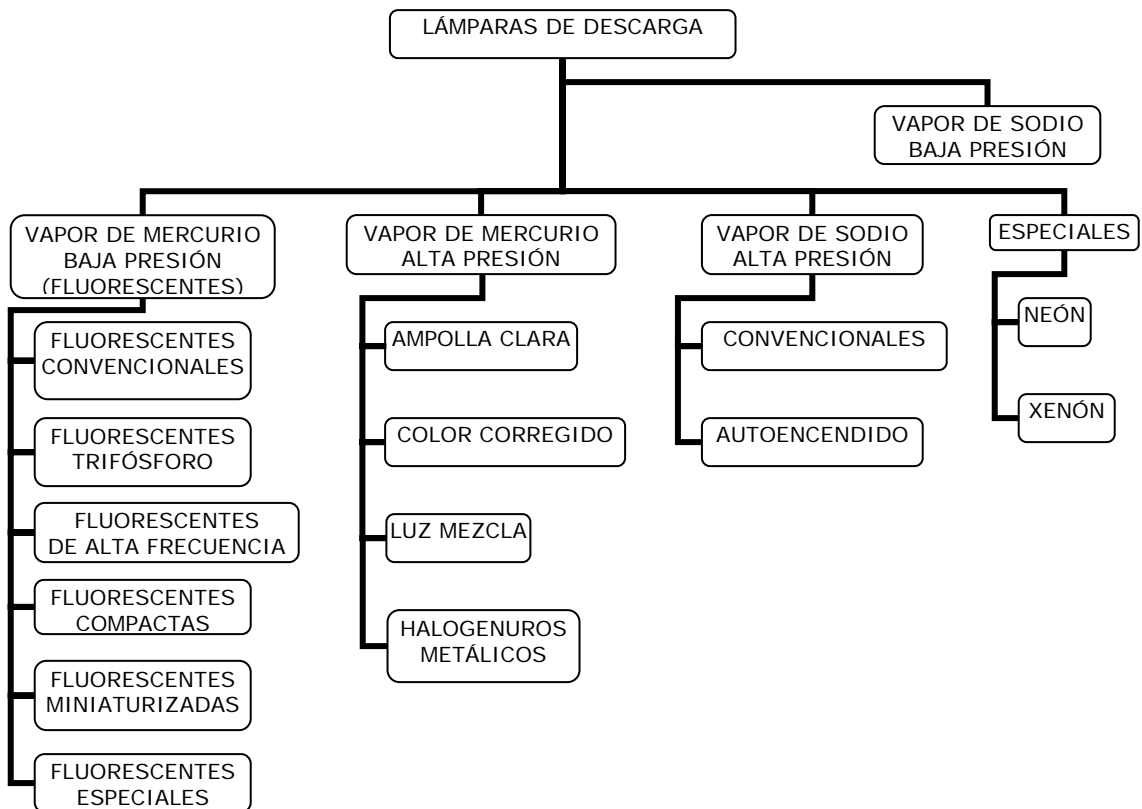 LÁMPARAS DE DESCARGA
VAPOR DE SODIO
BAJA PRESIÓN
VAPOR DE MERCURIO
BAJA PRESIÓN
(FLUORESCENTES)
FLUORESCENTES
CONVENCIONALES
FLUORESCENTES
TRIFÓSFORO
FLUORESCENTES
DE ALTA FRECUENCIA
FLUORESCENTES
COMPACTAS
FLUORESCENTES
MINIATURIZADAS
FLUORESCENTES
ESPECIALES
VAPOR DE MERCURIO
ALTA PRESIÓN
AMPOLLA CLARA
COLOR CORREGIDO
LUZ MEZCLA
HALOGENUROS
METÁLICOS
VAPOR DE SODIO
ALTA PRESIÓN
CONVENCIONALES
AUTOENCENDIDO
ESPECIALES
NEÓN
XENÓN